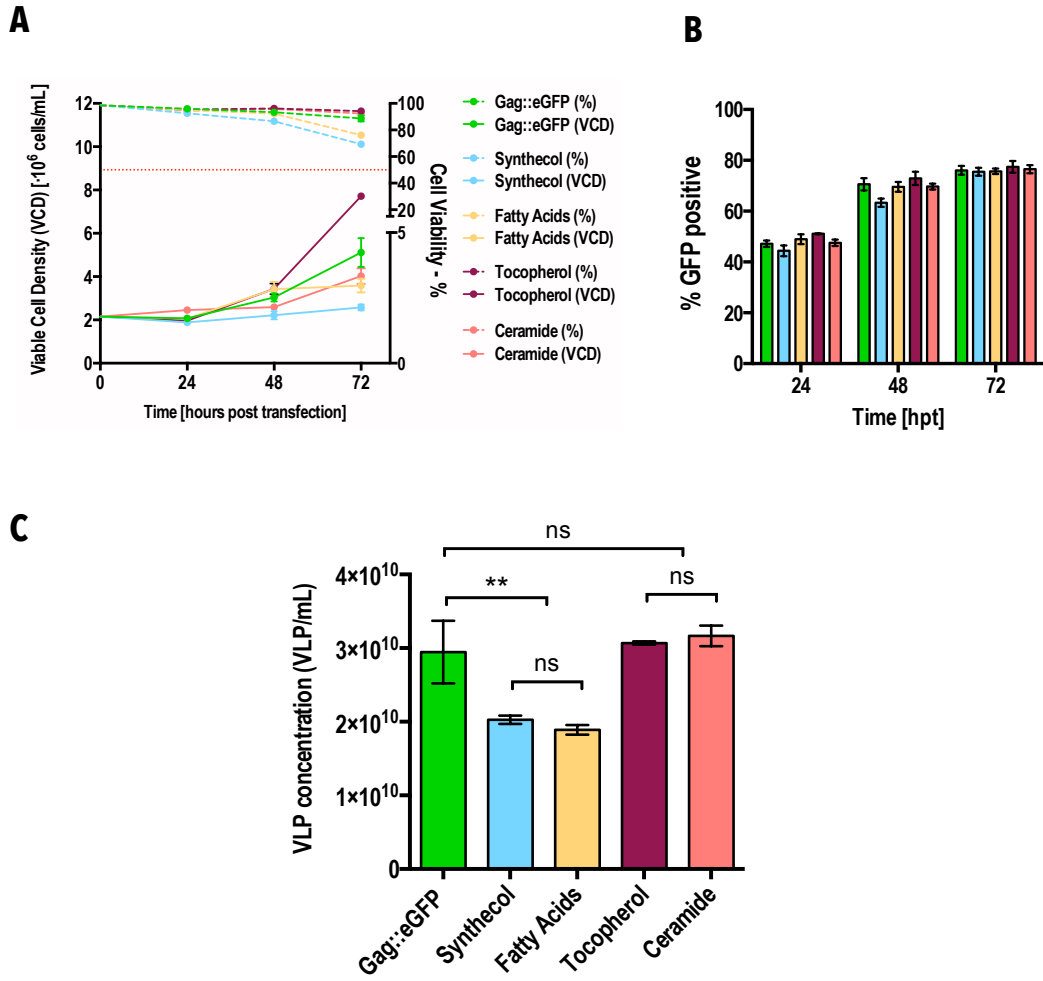 A
Viable Cell Density (VCD) [·10⁶ cells/mL]
12
10
8
6
4
2
0
0 24 48 72
Time [hours post transfection]
100
80
60
40
20
5
0
Cell Viability - %
Gag::eGFP (%)
Gag::eGFP (VCD)
Synthecol (%)
Synthecol (VCD)
Fatty Acids (%)
Fatty Acids (VCD)
Tocopherol (%)
Tocopherol (VCD)
Ceramide (%)
Ceramide (VCD)
B
% GFP positive
100
80
60
40
20
0
24 48 72
Time [hpt]
C
VLP concentration (VLP/mL)
4×10¹⁰
3×10¹⁰
2×10¹⁰
1×10¹⁰
0
ns
**
ns
ns
Gag::eGFP
Synthecol
Fatty Acids
Tocopherol
Ceramide